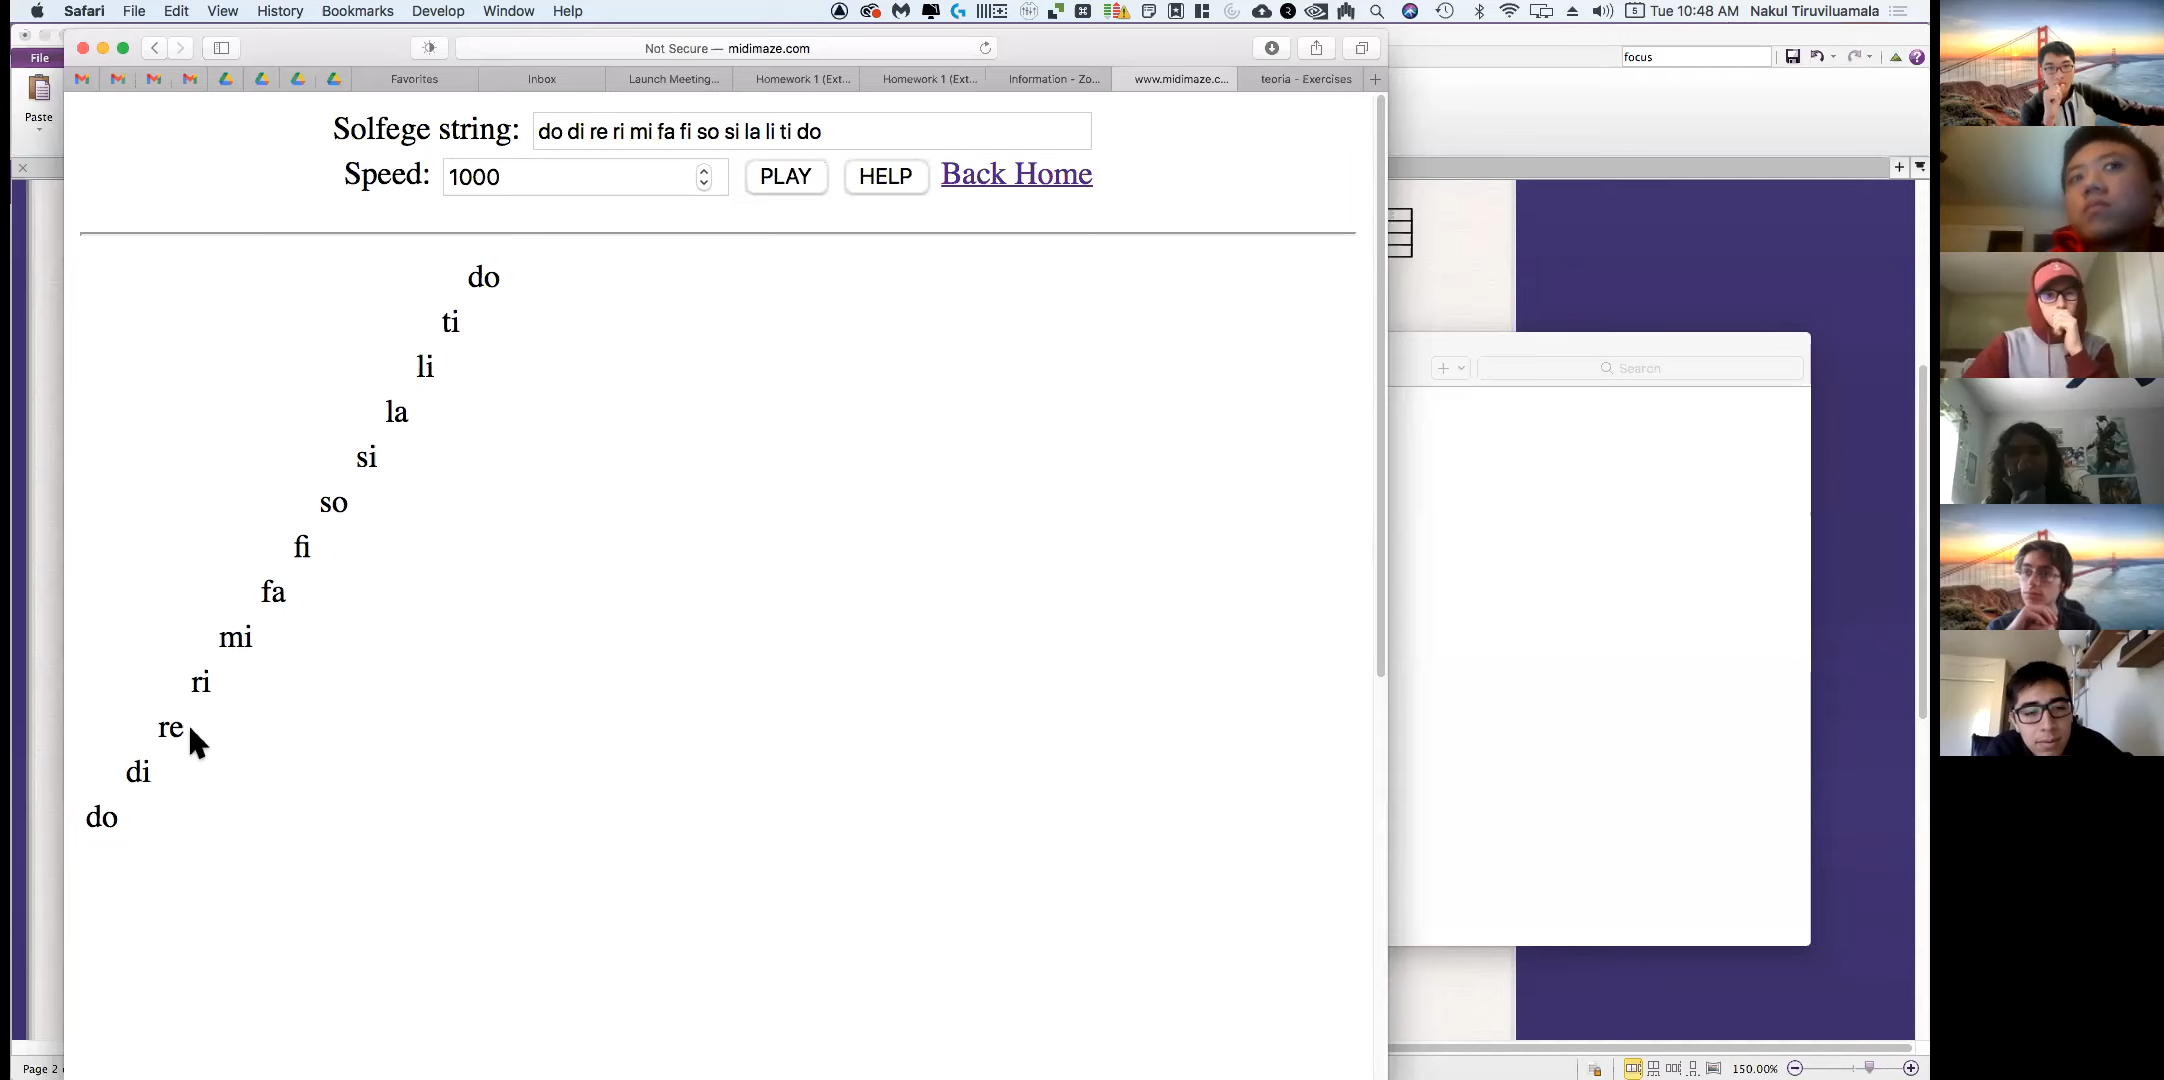 Safari File Edit View History Bookmarks Develop Window Help Tue 10:48 AM Nakul Tiruviluamala
File
Not Secure — midimaze.com
focus
Favorites Inbox Launch Meeting... Homework 1 (Ext... Homework 1 (Ext... Information - Zo... www.midimaze.c... teoria - Exercises
Paste
Solfege string: do di re ri mi fa fi so si la li ti do
Speed: 1000 PLAY HELP Back Home
do
ti
li
Search
la
si
so
fi
fa
mi
ri
re
di
do
Page 2
150.00%